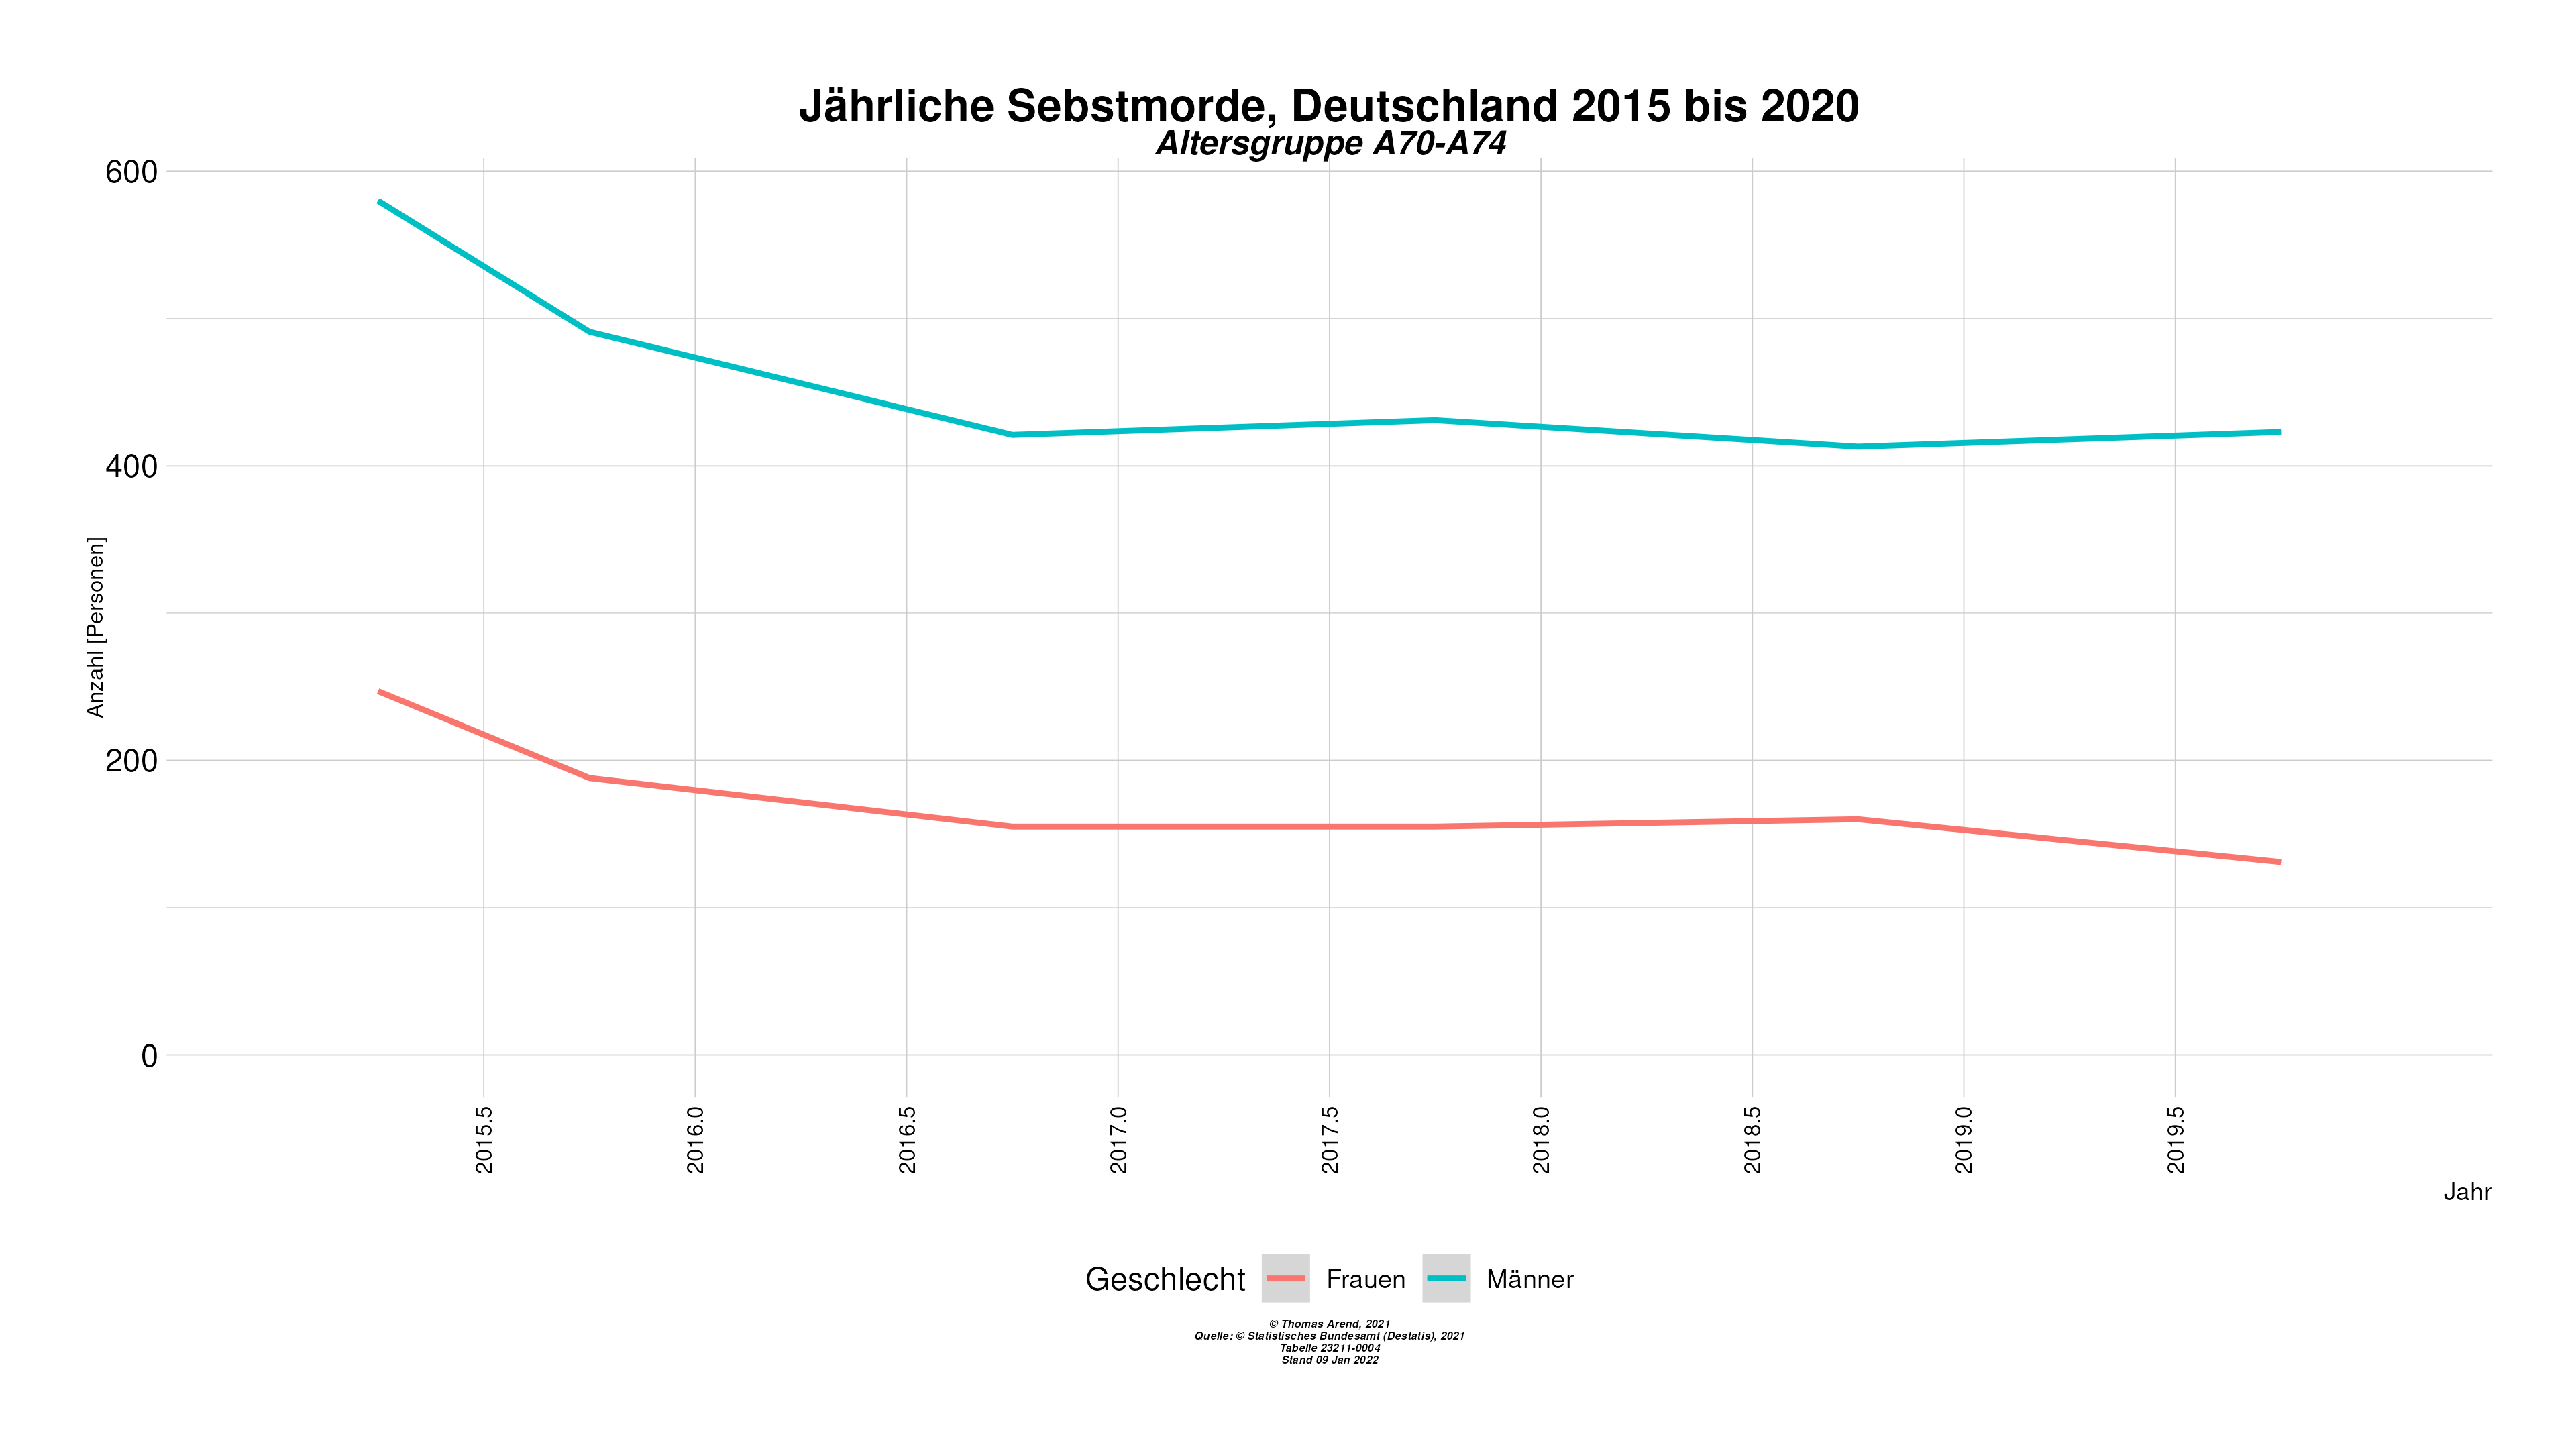 Jährliche Sebstmorde, Deutschland 2015 bis 2020
Altersgruppe A70-A74
600
400
200
0
Anzahl [Personen]
2015.5
2016.0
2016.5
2017.0
2017.5
2018.0
2018.5
2019.0
2019.5
Jahr
Geschlecht Frauen Männer
© Thomas Arend, 2021
Quelle: © Statistisches Bundesamt (Destatis), 2021
Tabelle 23211-0004
Stand 09 Jan 2022